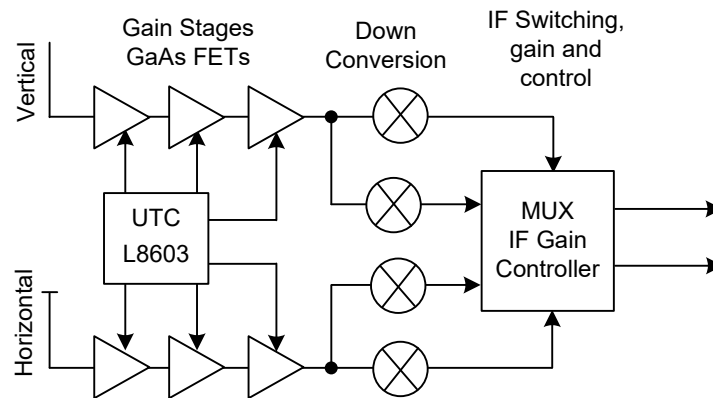 Gain Stages
GaAs FETs
Down
Conversion
IF Switching,
gain and
control
Vertical
UTC
L8603
MUX
IF Gain
Controller
Horizontal